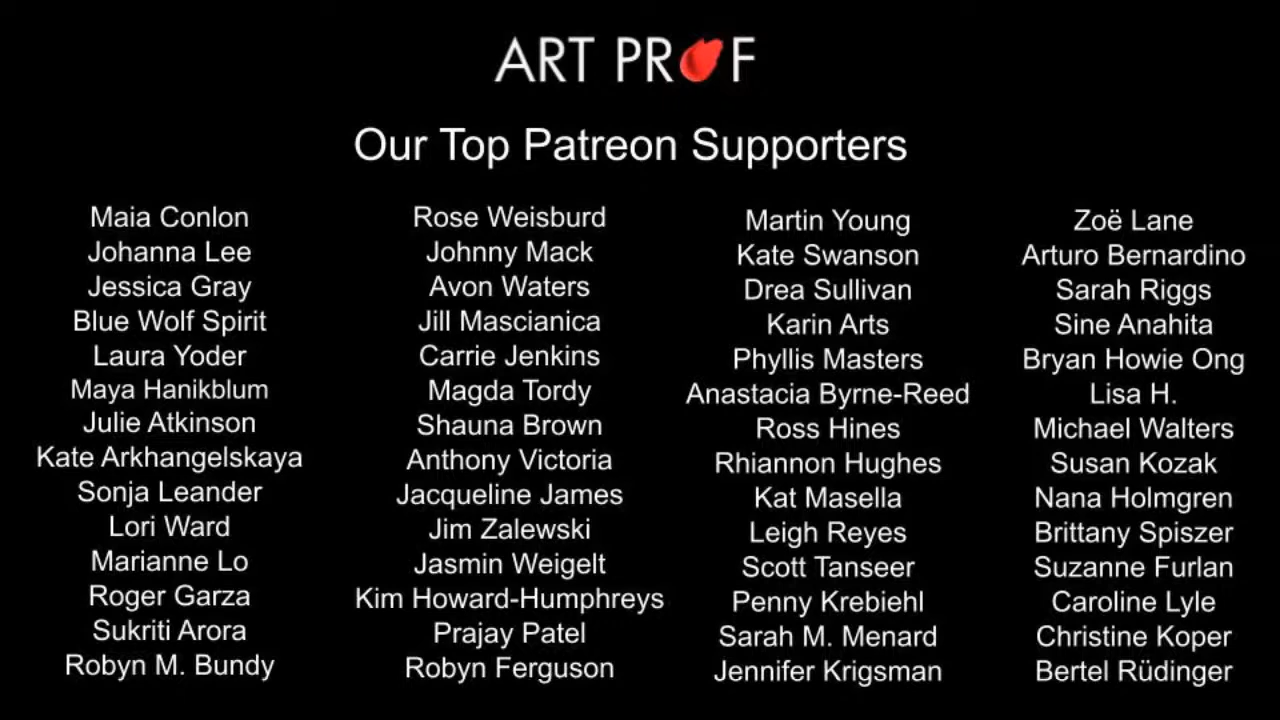 ART PROF
Our Top Patreon Supporters
Maia Conlon
Johanna Lee
Jessica Gray
Blue Wolf Spirit
Laura Yoder
Maya Hanikblum
Julie Atkinson
Kate Arkhangelskaya
Sonja Leander
Lori Ward
Marianne Lo
Roger Garza
Sukriti Arora
Robyn M. Bundy
Rose Weisburd
Johnny Mack
Avon Waters
Jill Mascianica
Carrie Jenkins
Magda Tordy
Shauna Brown
Anthony Victoria
Jacqueline James
Jim Zalewski
Jasmin Weigelt
Kim Howard-Humphreys
Prajay Patel
Robyn Ferguson
Martin Young
Kate Swanson
Drea Sullivan
Karin Arts
Phyllis Masters
Anastacia Byrne-Reed
Ross Hines
Rhiannon Hughes
Kat Masella
Leigh Reyes
Scott Tanseer
Penny Krebiehl
Sarah M. Menard
Jennifer Krigsman
Zoë Lane
Arturo Bernardino
Sarah Riggs
Sine Anahita
Bryan Howie Ong
Lisa H.
Michael Walters
Susan Kozak
Nana Holmgren
Brittany Spiszer
Suzanne Furlan
Caroline Lyle
Christine Koper
Bertel Rüdinger